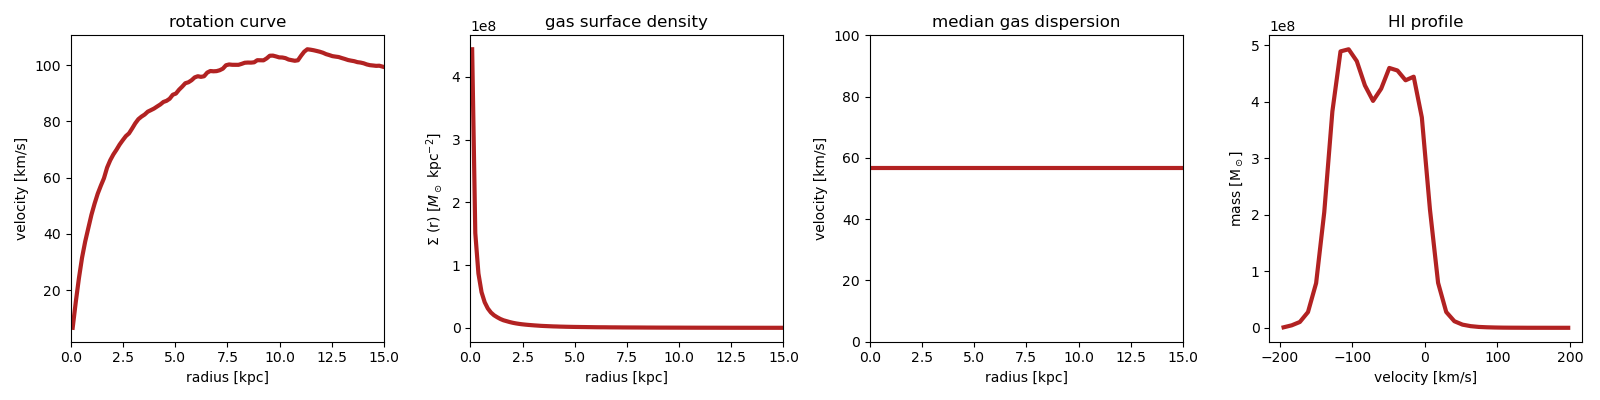 rotation curve
velocity [km/s]
100
80
60
40
20
0.0 2.5 5.0 7.5 10.0 12.5 15.0
radius [kpc]
gas surface density
1e8
Σ (r) [M⊙ kpc⁻²]
4
3
2
1
0
0.0 2.5 5.0 7.5 10.0 12.5 15.0
radius [kpc]
median gas dispersion
velocity [km/s]
100
80
60
40
20
0
0.0 2.5 5.0 7.5 10.0 12.5 15.0
radius [kpc]
HI profile
1e8
mass [M⊙]
5
4
3
2
1
0
−200 −100 0 100 200
velocity [km/s]